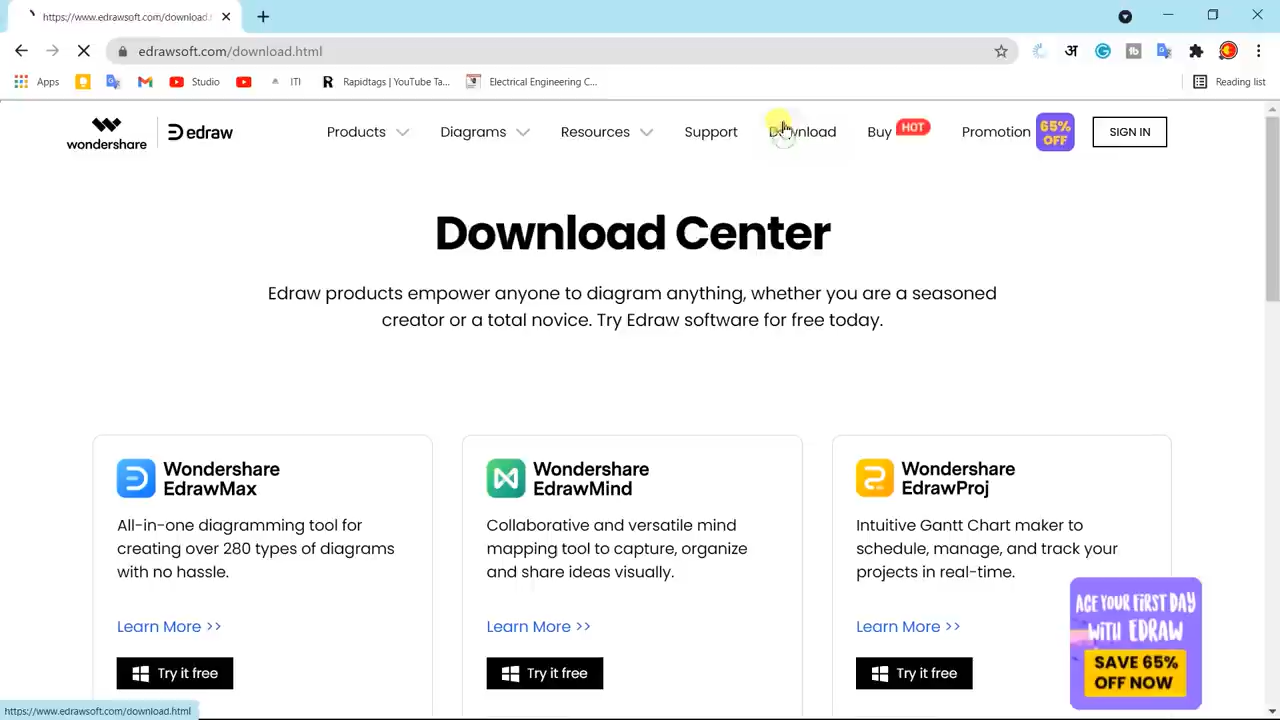 https://www.edrawsoft.com/download.
edrawsoft.com/download.html
अ
Apps
Studio
ITI
R
Rapidtags | YouTube Ta...
Electrical Engineering C...
Reading list
wondershare
edraw
Products
Diagrams
Resources
Support
Download
Buy
HOT
Promotion
65%
OFF
SIGN IN
Download Center
Edraw products empower anyone to diagram anything, whether you are a seasoned
creator or a total novice. Try Edraw software for free today.
Wondershare
EdrawMax
All-in-one diagramming tool for
creating over 280 types of diagrams
with no hassle.
Learn More >>
Try it free
Wondershare
EdrawMind
Collaborative and versatile mind
mapping tool to capture, organize
and share ideas visually.
Learn More >>
Try it free
Wondershare
EdrawProj
Intuitive Gantt Chart maker to
schedule, manage, and track your
projects in real-time.
Learn More >>
Try it free
ACE YOUR FIRST DAY
WITH EDRAW
SAVE 65%
OFF NOW
https://www.edrawsoft.com/download.html